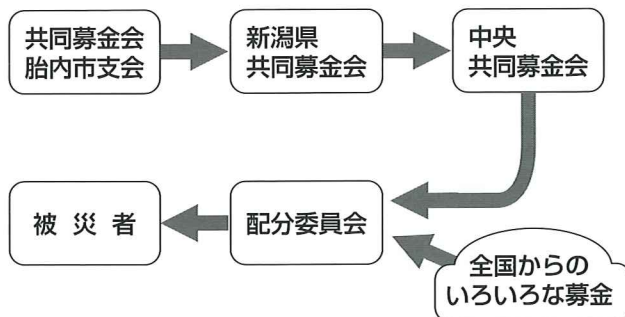 共同募金会
胎内市支会
新潟県
共同募金会
中央
共同募金会
被災者
配分委員会
全国からの
いろいろな募金